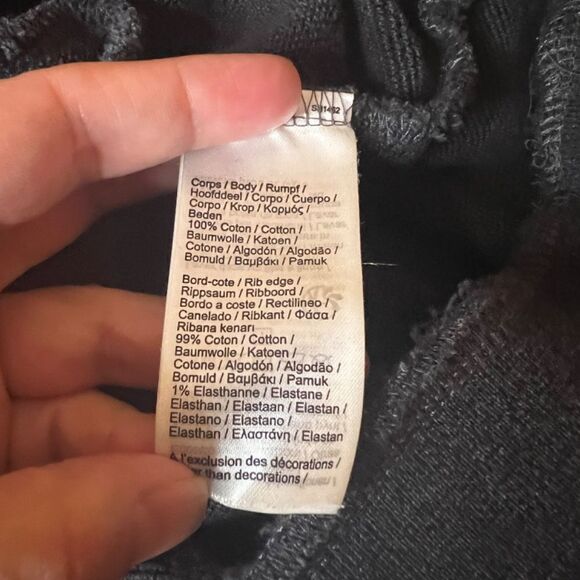 Corps / Body / Rumpf /
Hoofddeel / Corpo / Cuerpo /
Corpo / Krop / Κορμός /
Beden
100% Coton / Cotton /
Baumwolle / Katoen /
Cotone / Algodón / Algodão /
Bomuld / Βαμβάκι / Pamuk
Bord-cote / Rib edge /
Rippsaum / Ribboord /
Bordo a coste / Rectilineo /
Canelado / Ribkant / Φάσα /
Ribana kenarı
99% Coton / Cotton /
Baumwolle / Katoen /
Cotone / Algodón / Algodão /
Bomuld / Βαμβάκι / Pamuk
1% Elasthanne / Elastane /
Elasthan / Elastaan / Elastan /
Elastano / Elastano /
Elasthan / Ελαστάνη / Elastan
A l'exclusion des décorations /
than decorations /